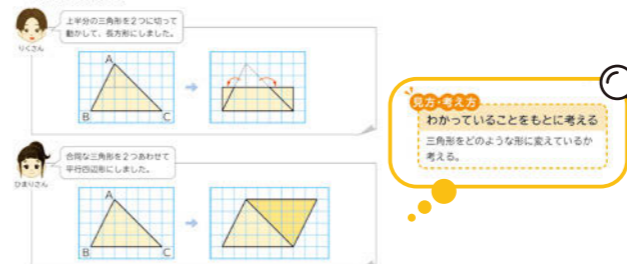 上半分の三角形を2つに切って
動かして、長方形にしました。
りくさん
A
B
C
合同な三角形を2つあわせて
平行四辺形にしました。
ひまりさん
A
B
C
見方・考え方
わかっていることをもとに考える
三角形をどのような形に変えているか
考える。